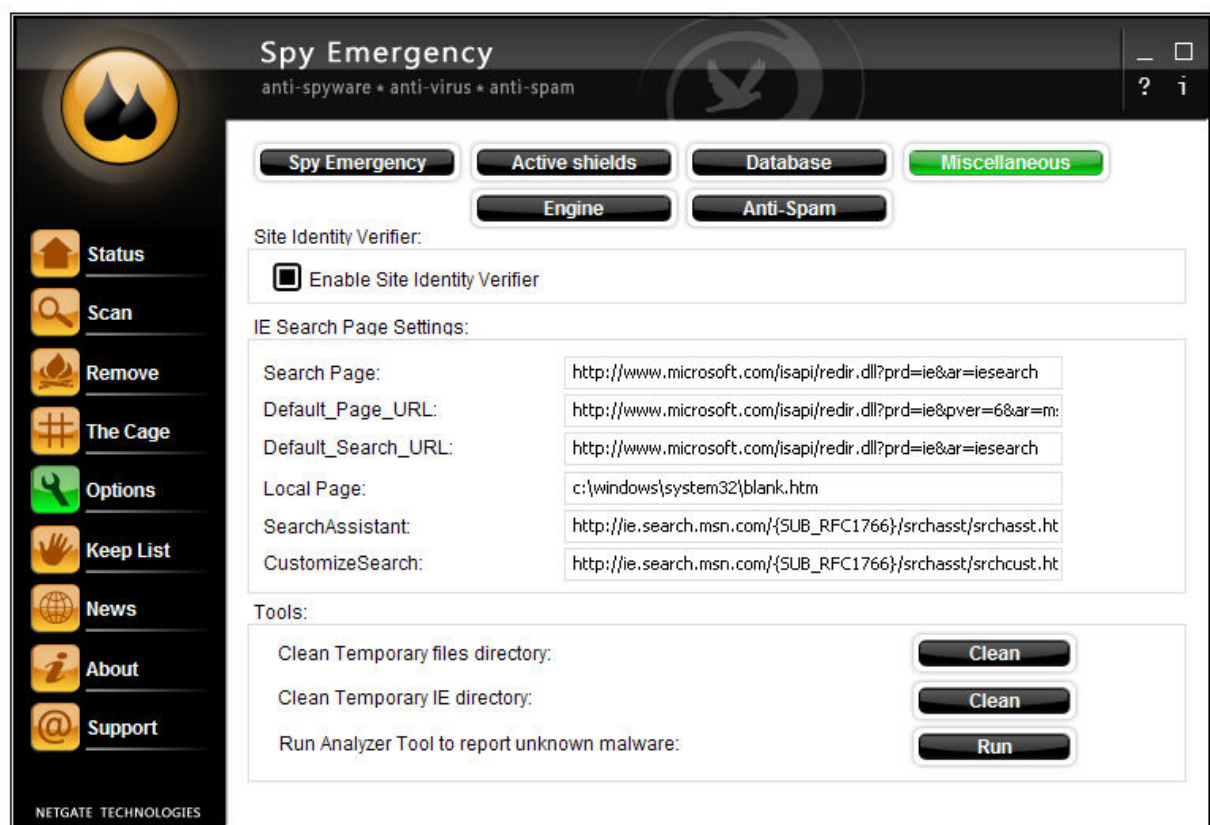 Spy Emergency
anti-spyware ★ anti-virus ★ anti-spam
? i
Spy Emergency Active shields Database Miscellaneous
Engine Anti-Spam
Status
Scan
Remove
The Cage
Options
Keep List
News
About
Support
NETGATE TECHNOLOGIES
Site Identity Verifier:
Enable Site Identity Verifier
IE Search Page Settings:
Search Page: http://www.microsoft.com/isapi/redir.dll?prd=ie&ar=iesearch
Default_Page_URL: http://www.microsoft.com/isapi/redir.dll?prd=ie&pver=6&ar=m
Default_Search_URL: http://www.microsoft.com/isapi/redir.dll?prd=ie&ar=iesearch
Local Page: c:\windows\system32\blank.htm
SearchAssistant: http://ie.search.msn.com/{SUB_RFC1766}/srchasst/srchasst.ht
CustomizeSearch: http://ie.search.msn.com/{SUB_RFC1766}/srchasst/srchcust.ht
Tools:
Clean Temporary files directory: Clean
Clean Temporary IE directory: Clean
Run Analyzer Tool to report unknown malware: Run